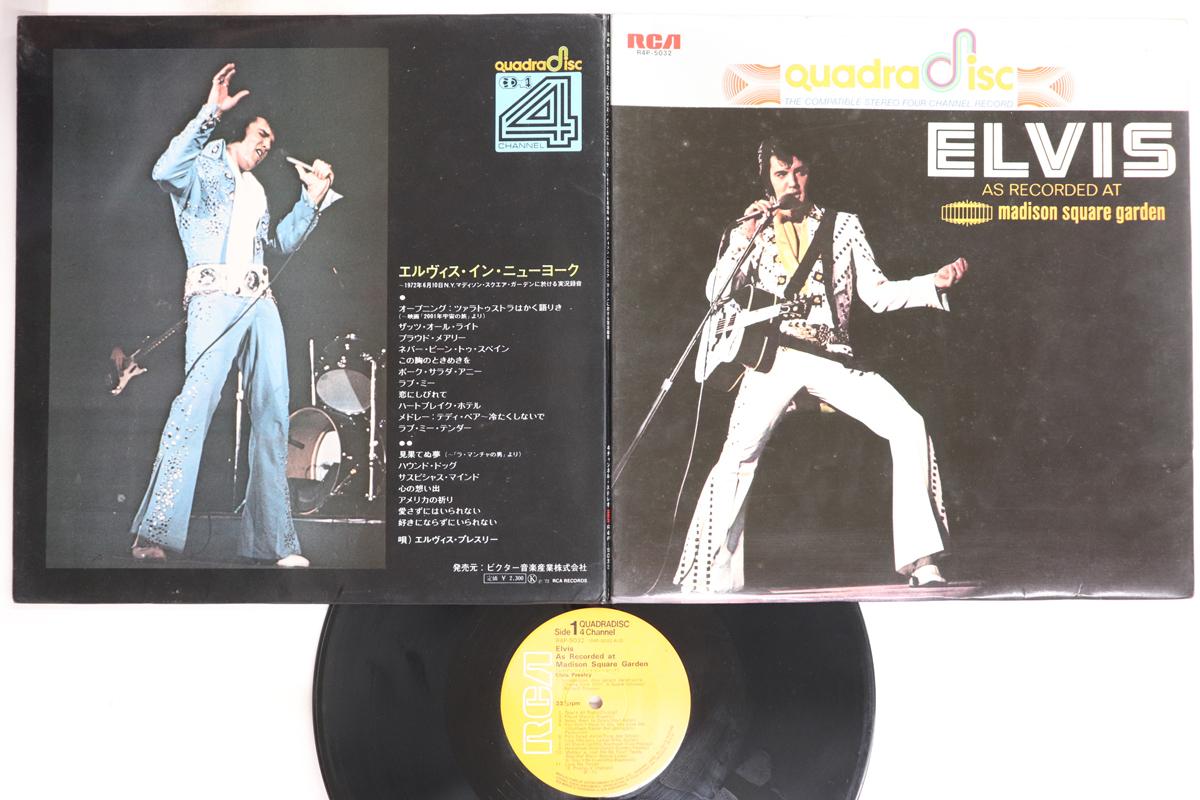 quadradisc
CD-4
4
CHANNEL
エルヴィス・イン・ニューヨーク
～1972年6月10日N.Y.マディソン・スクエア・ガーデンに於ける実況録音
●
オープニング：ツァラトゥストラはかく語りき
(～映画「2001年宇宙の旅」より)
ザッツ・オール・ライト
プラウド・メアリー
ネバー・ビーン・トゥ・スペイン
この胸のときめきを
ポーク・サラダ・アニー
ラブ・ミー
恋にしびれて
ハートブレイク・ホテル
メドレー：テディ・ベアー～冷たくしないで
ラブ・ミー・テンダー
●●
見果てぬ夢 (～「ラ・マンチャの男」より)
ハウンド・ドッグ
サスピシャス・マインド
心の想い出
アメリカの祈り
愛さずにはいられない
好きにならずにいられない
唄）エルヴィス・プレスリー
発売元：ビクター音楽産業株式会社
定価 ¥ 2,300 Ⓚ Ⓟ '72 RCA RECORDS
RCA
R4P-5032
quadradisc
THE COMPATIBLE STEREO FOUR CHANNEL RECORD
ELVIS
AS RECORDED AT
madison square garden
RCA
Side 1 QUADRADISC
4 Channel
R4P-5032
Elvis
As Recorded at
Madison Square Garden
Elvis Presley
33⅓rpm